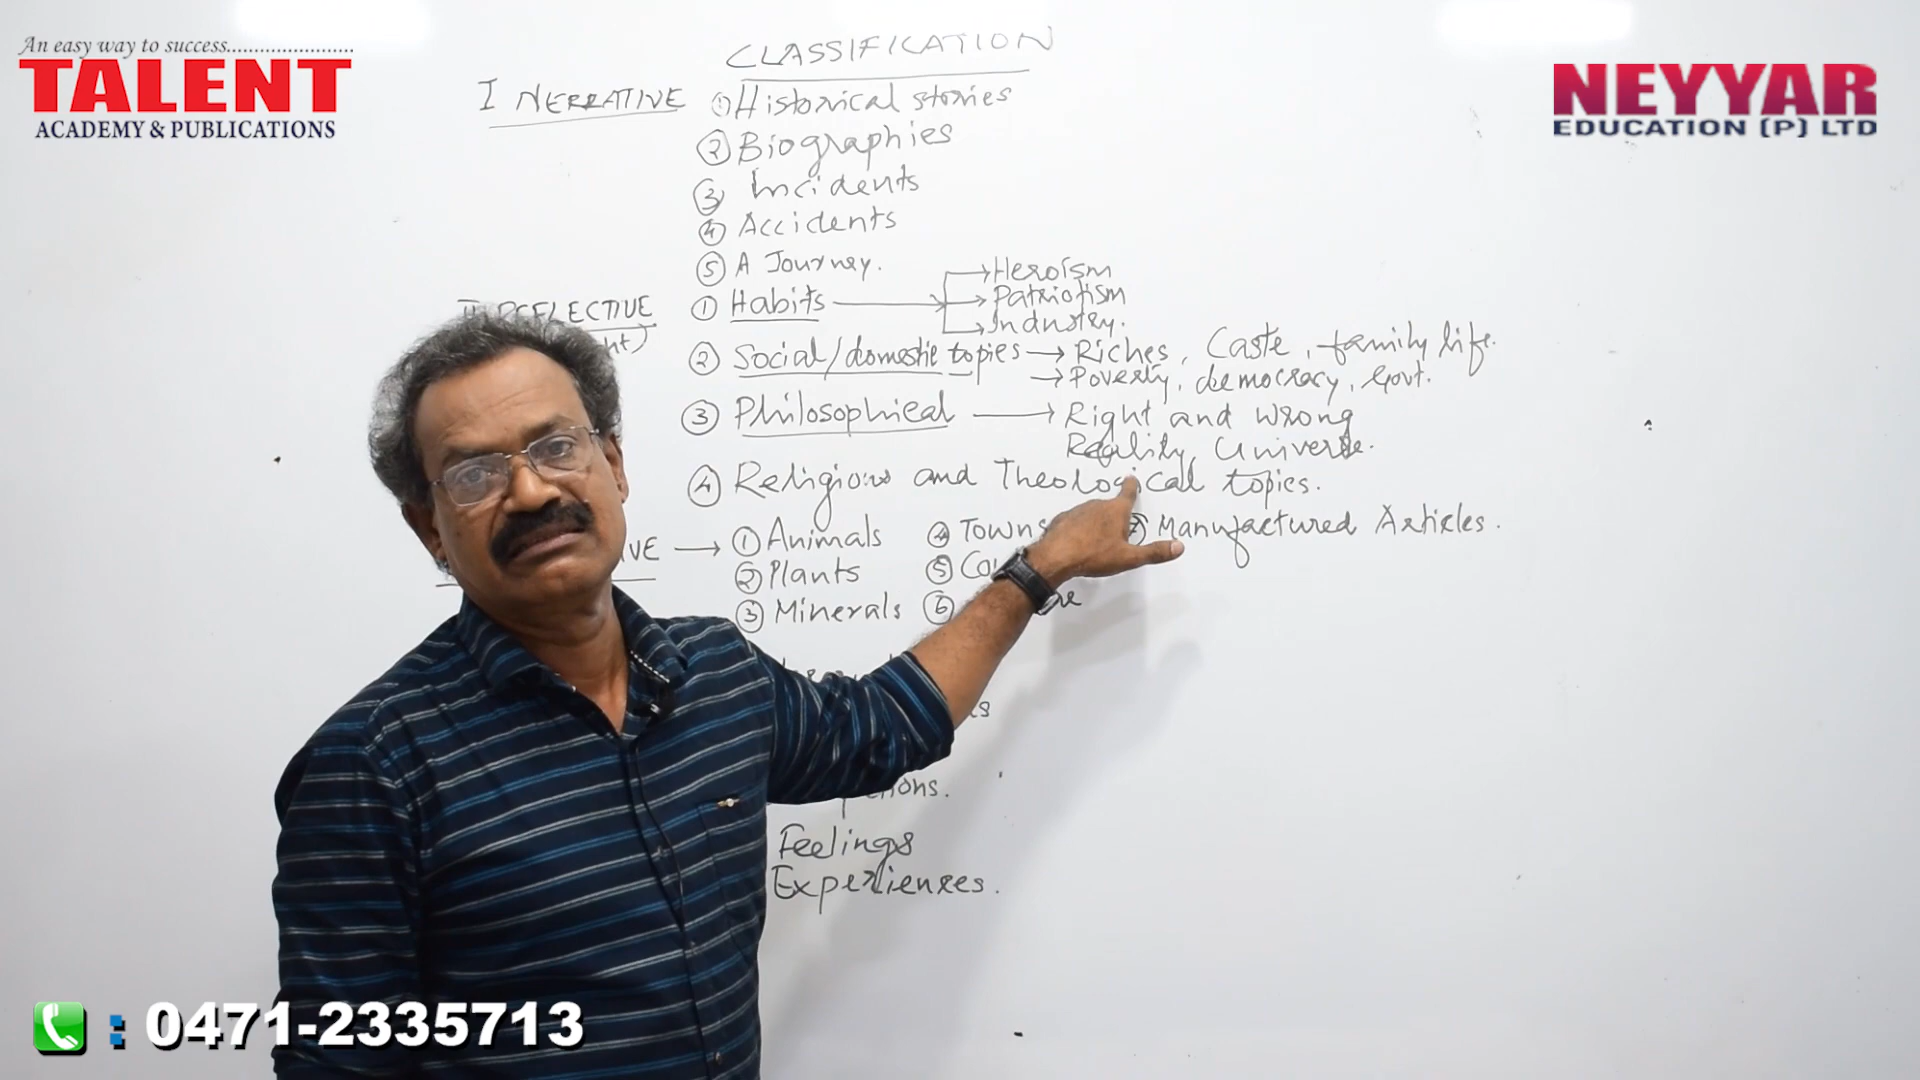 An easy way to success.......................
TALENT
ACADEMY & PUBLICATIONS
NEYYAR
EDUCATION (P) LTD
CLASSIFICATION
I NERRATIVE ① Historical stories
② Biographies
③ Incidents
④ Accidents
⑤ A Journey.
II REFLECTIVE ① Habits → Heroism
→ Patriotism
→ Industry.
② Social/domestic topics → Riches, Caste, family life.
→ Poverty, democracy, Govt.
③ Philosophical → Right and wrong
Reality, Universe.
④ Religious and Theological topics.
VE → ① Animals ④ Towns ⑦ Manufactured Articles.
② Plants ⑤
③ Minerals ⑥
Feelings
Experiences.
: 0471-2335713